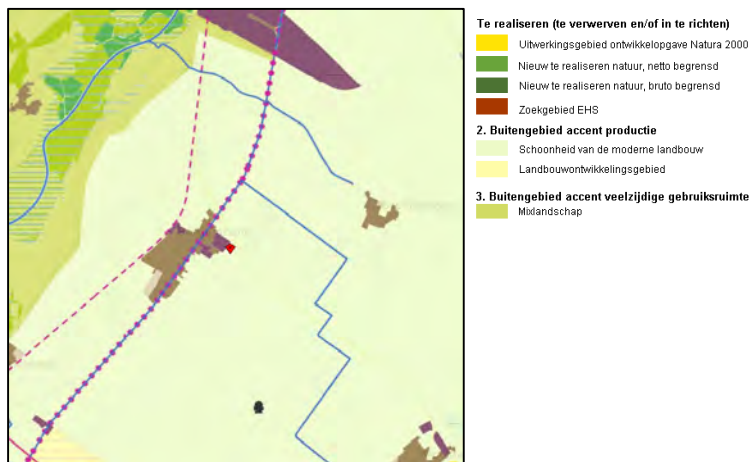 Te realiseren (te verwerven en/of in te richten)
Uitwerkingsgebied ontwikkelopgave Natura 2000
Nieuw te realiseren natuur, netto begrensd
Nieuw te realiseren natuur, bruto begrensd
Zoekgebied EHS
2. Buitengebied accent productie
Schoonheid van de moderne landbouw
Landbouwontwikkelingsgebied
3. Buitengebied accent veelzijdige gebruiksruimte
Mixlandschap